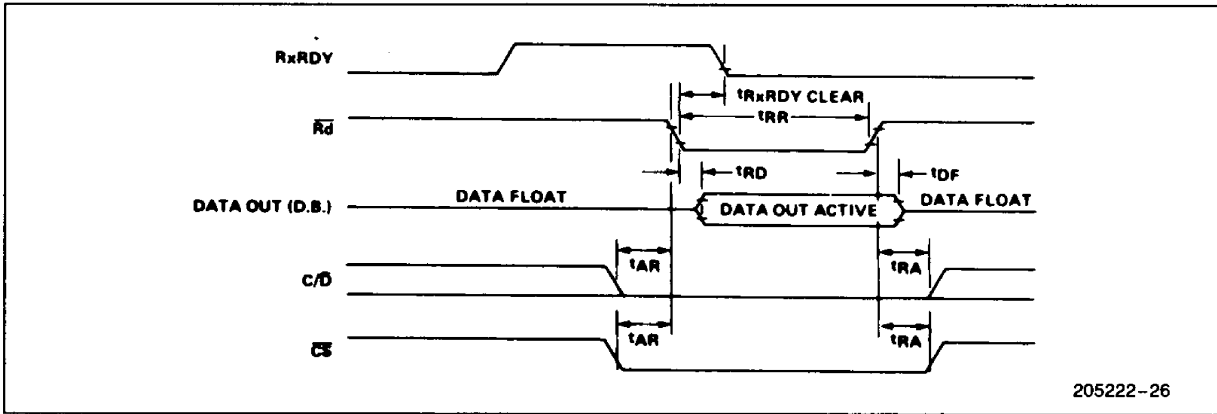 RxRDY
tRxRDY CLEAR
tRR
Rd
tRD
tDF
DATA FLOAT
DATA OUT (D.B.)
DATA OUT ACTIVE
DATA FLOAT
tAR
tRA
C/D
tAR
tRA
CS
205222-26